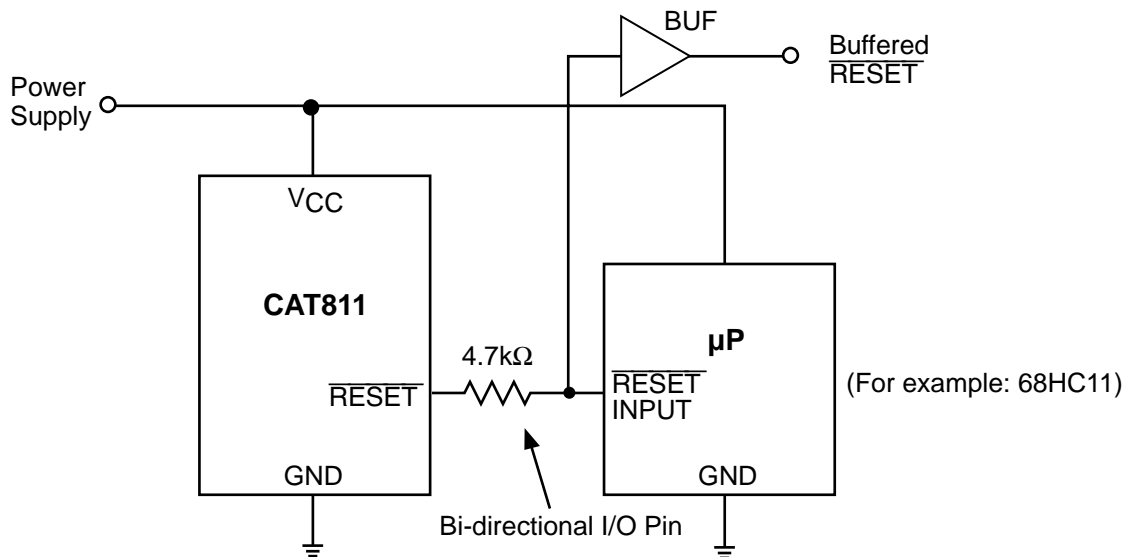 BUF
Buffered
RESET
Power
Supply
VCC
CAT811
µP
4.7kΩ
RESET
RESET
INPUT
(For example: 68HC11)
GND
GND
Bi-directional I/O Pin